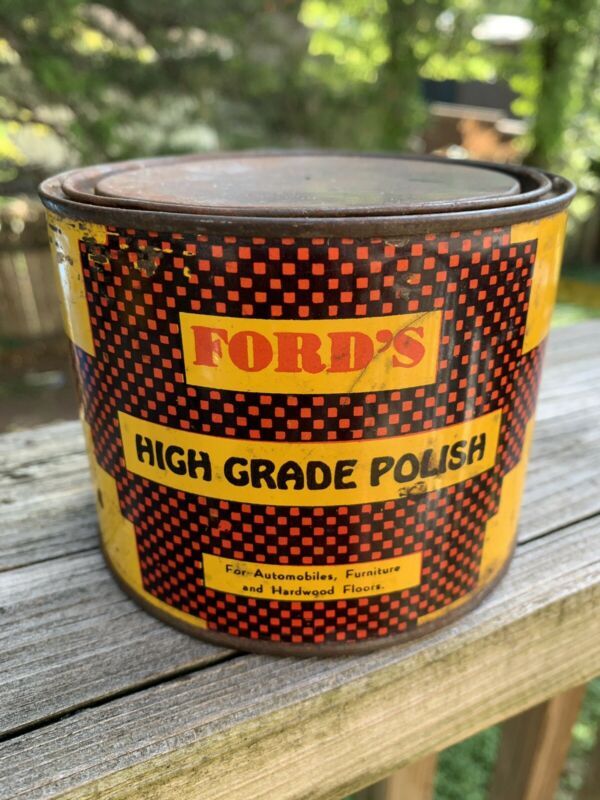 FORD'S
HIGH GRADE POLISH
For Automobiles, Furniture
and Hardwood Floors.